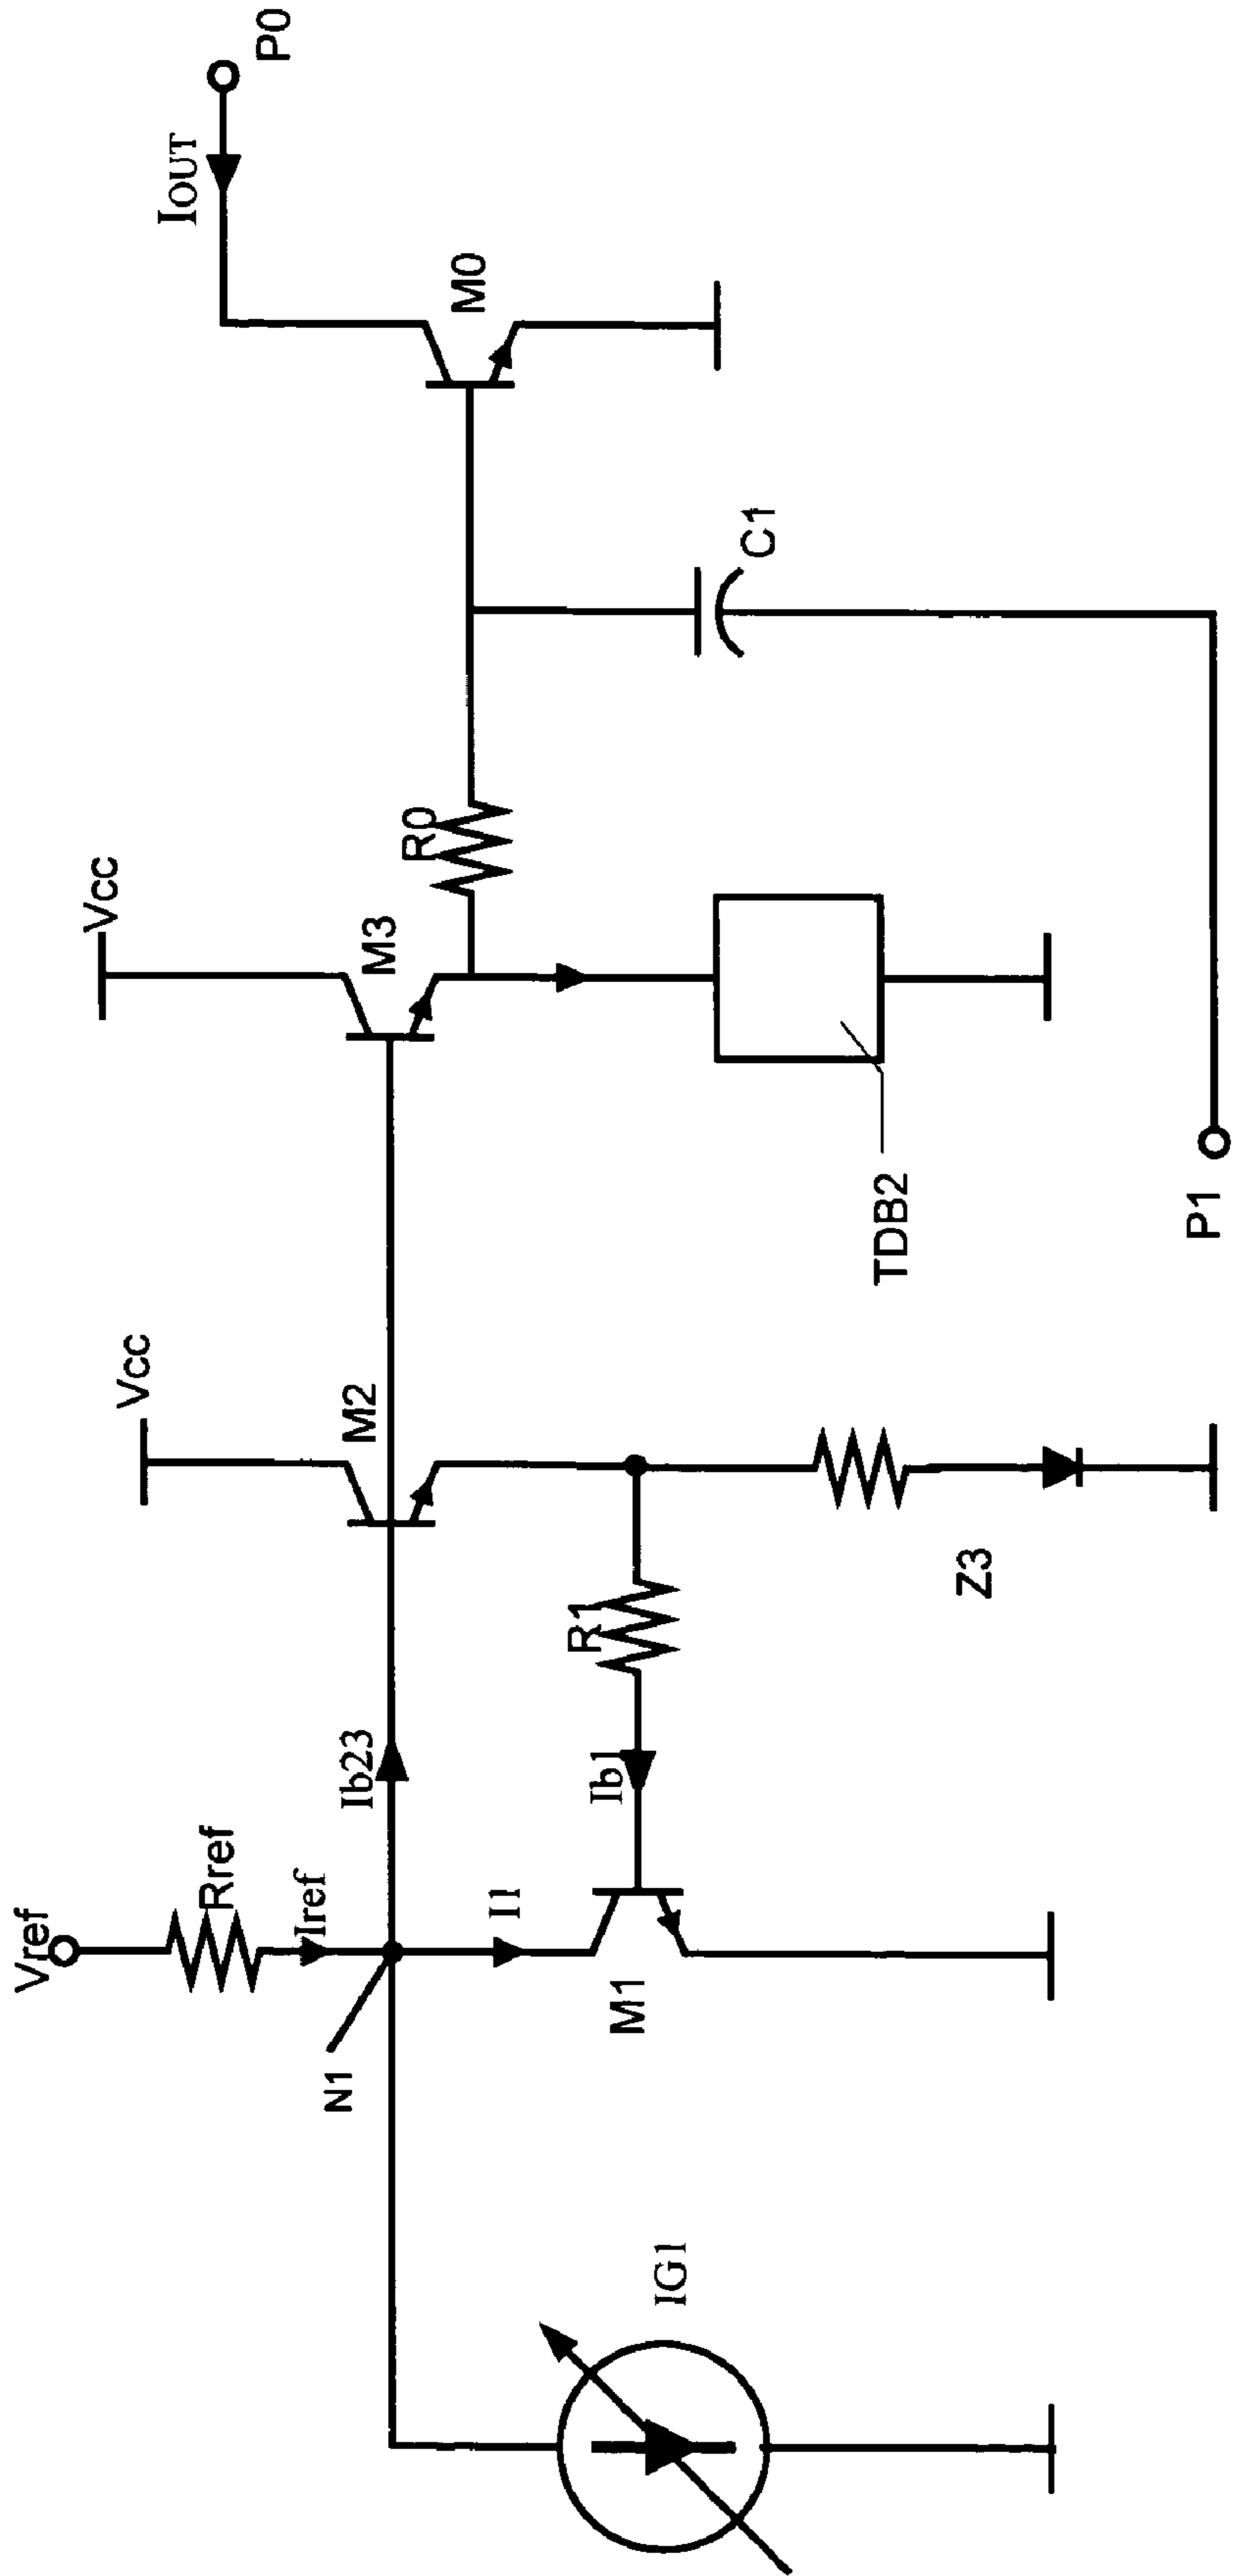 Vref
Rref
Iref
N1
I1
M1
IG1
Ib23
Ib1
R1
Vcc
M2
Z3
Vcc
M3
R0
TDB2
P1
C1
M0
IOUT
P0